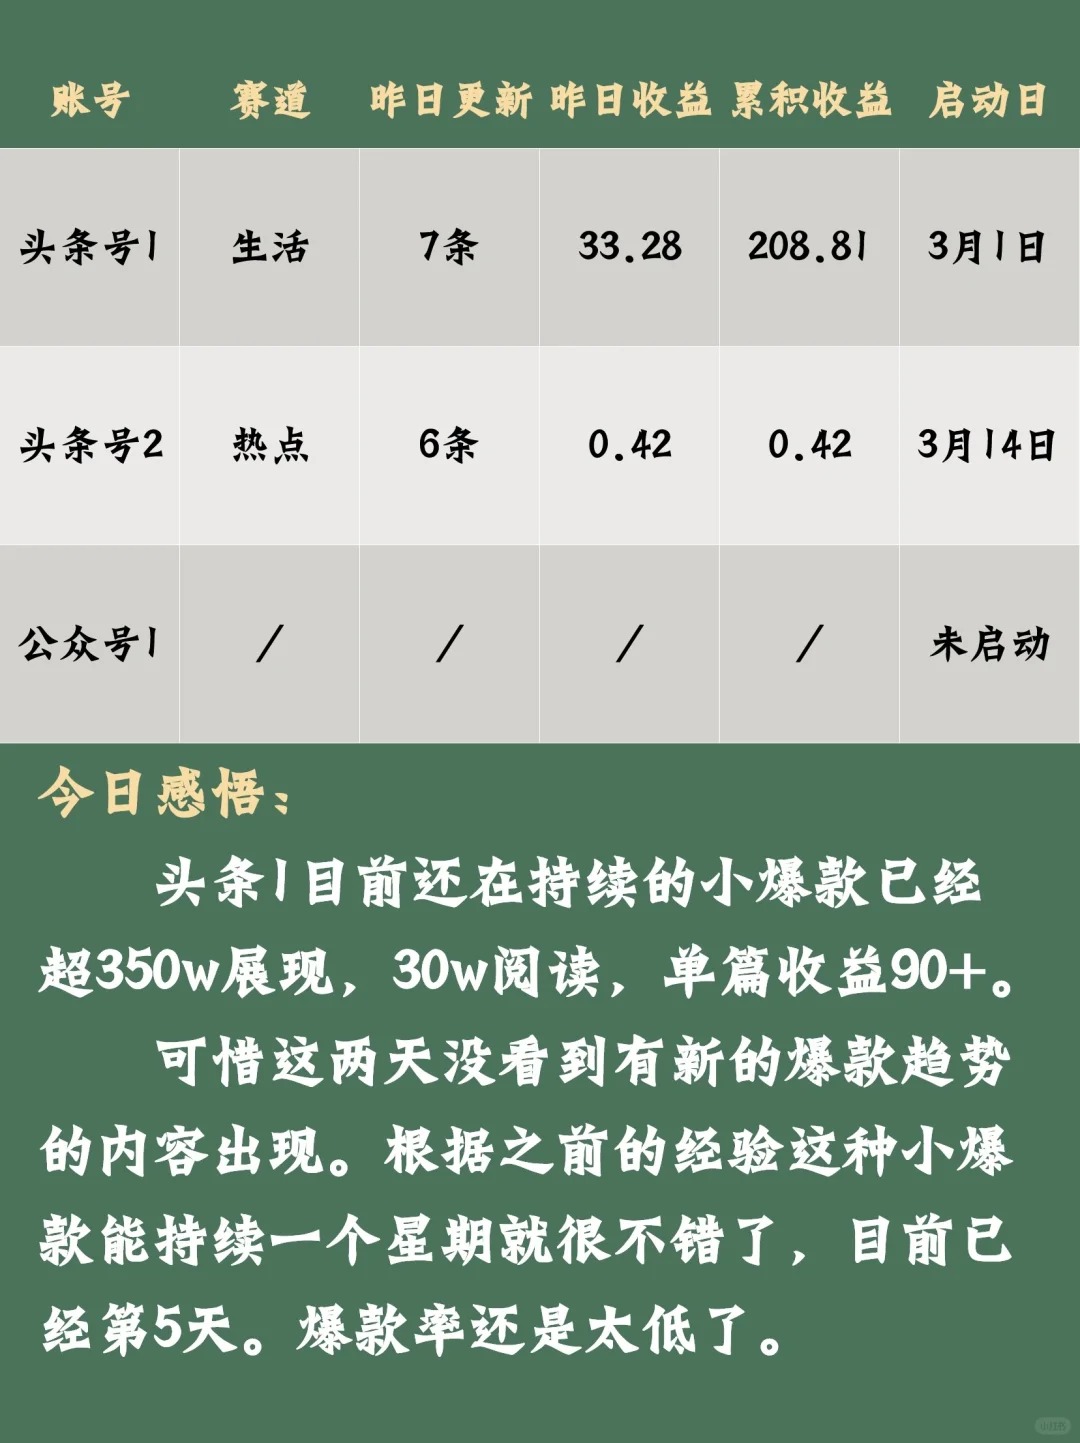 账号 赛道 昨日更新 昨日收益 累积收益 启动日
头条号1 生活 7条 33.28 208.81 3月1日
头条号2 热点 6条 0.42 0.42 3月14日
公众号1 / / / / 未启动
今日感悟：
头条1目前还在持续的小爆款已经
超350w展现，30w阅读，单篇收益90+。
可惜这两天没看到有新的爆款趋势
的内容出现。根据之前的经验这种小爆
款能持续一个星期就很不错了，目前已
经第5天。爆款率还是太低了。
小红书